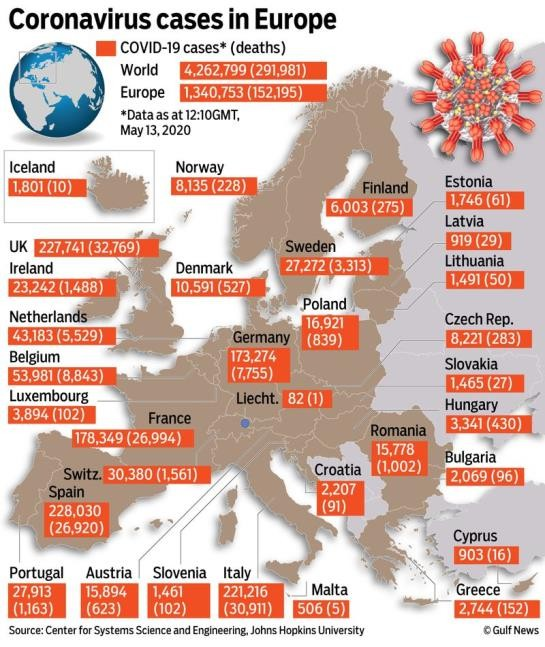 Coronavirus cases in Europe
COVID-19 cases* (deaths)
World 4,262,799 (291,981)
Europe 1,340,753 (152,195)
*Data as at 12:10GMT,
May 13, 2020
Iceland
1,801 (10)
Norway
8,135 (228)
Finland
6,003 (275)
Estonia
1,746 (61)
Latvia
919 (29)
Lithuania
1,491 (50)
UK 227,741 (32,769)
Ireland
23,242 (1,488)
Denmark
10,591 (527)
Sweden
27,272 (3,313)
Netherlands
43,183 (5,529)
Belgium
53,981 (8,843)
Luxembourg
3,894 (102)
Germany
173,274
(7,755)
Poland
16,921
(839)
Czech Rep.
8,221 (283)
Slovakia
1,465 (27)
Hungary
3,341 (430)
Liecht. 82 (1)
France
178,349 (26,994)
Romania
15,778
(1,002)
Bulgaria
2,069 (96)
Switz. 30,380 (1,561)
Spain
228,030
(26,920)
Croatia
2,207
(91)
Cyprus
903 (16)
Portugal
27,913
(1,163)
Austria
15,894
(623)
Slovenia
1,461
(102)
Italy
221,216
(30,911)
Malta
506 (5)
Greece
2,744 (152)
Source: Center for Systems Science and Engineering, Johns Hopkins University
© Gulf News